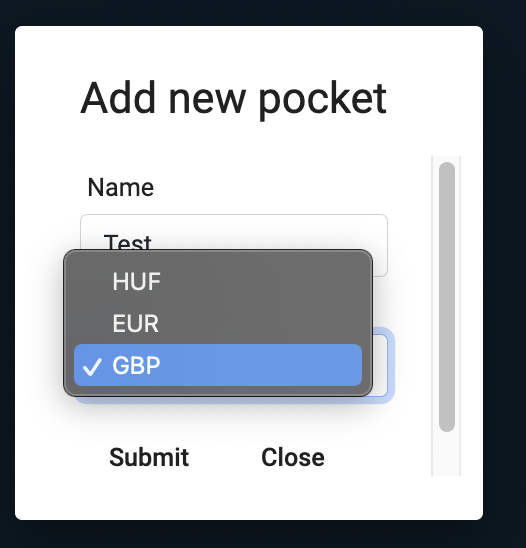 Add new pocket
Name
Test
HUF
EUR
GBP
Submit
Close